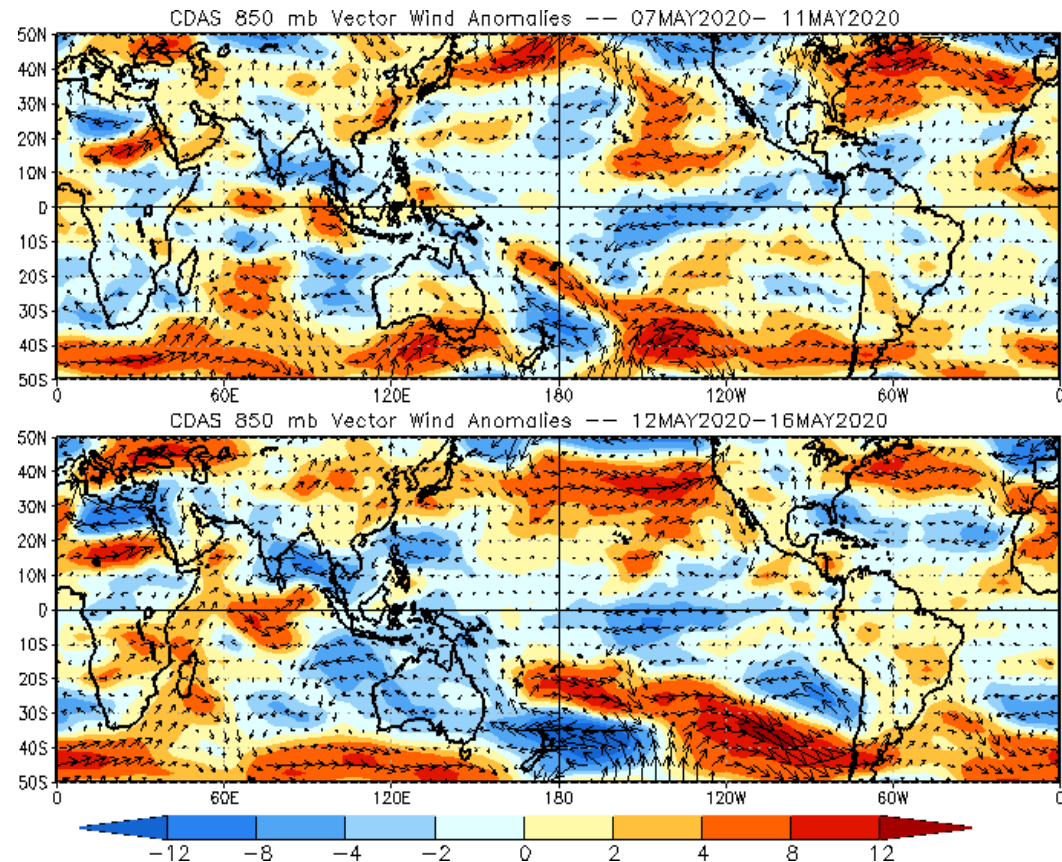 CDAS 850 mb Vector Wind Anomalies -- 07MAY2020- 11MAY2020
50N
40N
30N
20N
10N
0
10S
20S
30S
40S
50S
0 60E 120E 180 120W 60W 0
CDAS 850 mb Vector Wind Anomalies -- 12MAY2020-16MAY2020
50N
40N
30N
20N
10N
0
10S
20S
30S
40S
50S
0 60E 120E 180 120W 60W 0
-12 -8 -4 -2 0 2 4 8 12